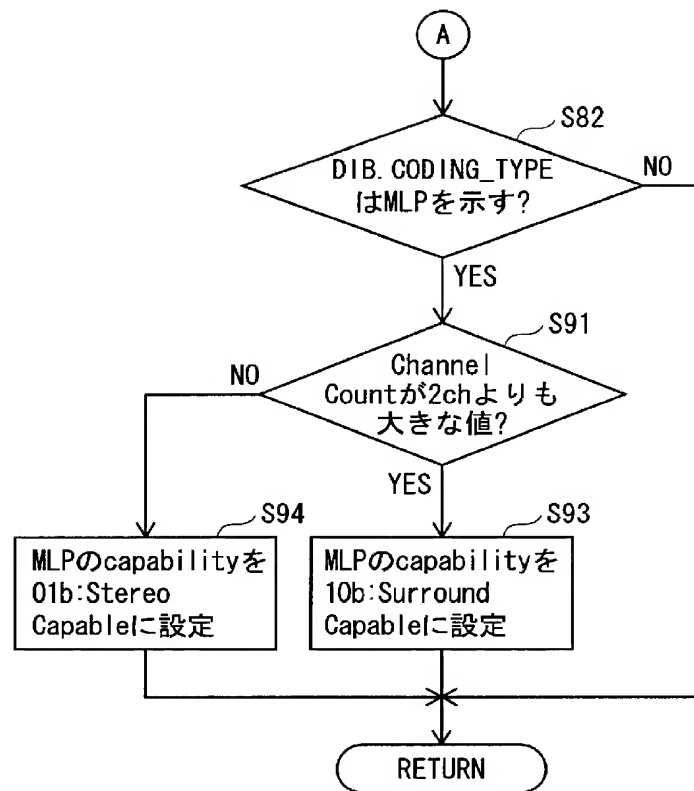 A
S82
DIB. CODING_TYPE
はMLPを示す?
NO
YES
S91
Channel
Countが2chよりも
大きな値?
NO
YES
S94
S93
MLPのcapabilityを
01b:Stereo
Capableに設定
MLPのcapabilityを
10b:Surround
Capableに設定
RETURN